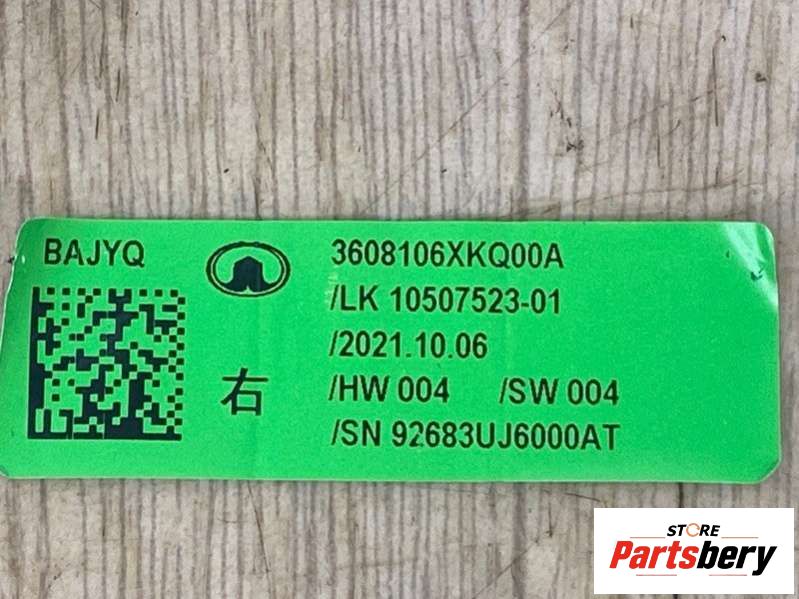 BAJYQ
3608106XKQ00A
/LK 10507523-01
/2021.10.06
右
/HW 004 /SW 004
/SN 92683UJ6000AT
STORE
Partsbery